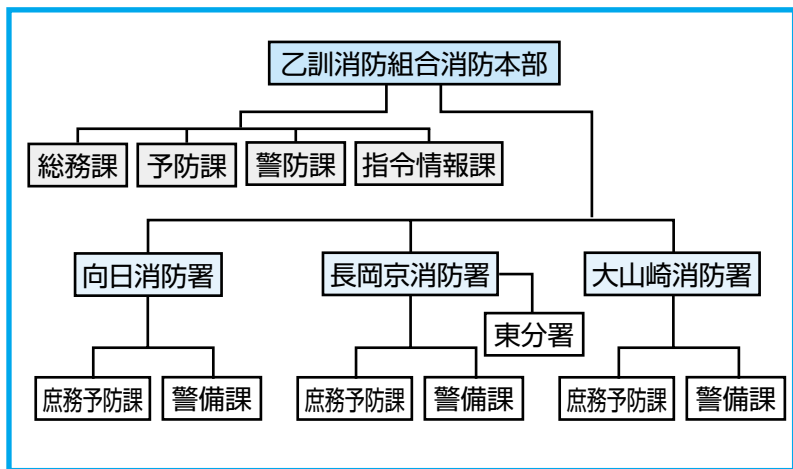 乙訓消防組合消防本部
総務課
予防課
警防課
指令情報課
向日消防署
長岡京消防署
大山崎消防署
東分署
庶務予防課
警備課
庶務予防課
警備課
庶務予防課
警備課